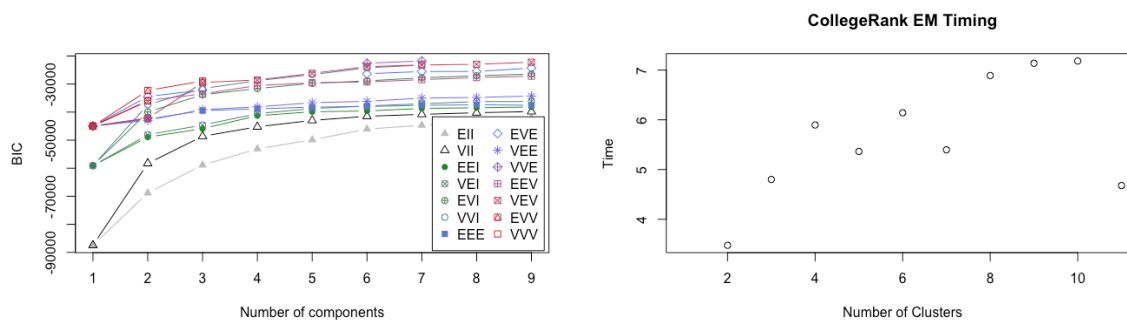 BIC
-90000
-70000
-50000
-30000
1 2 3 4 5 6 7 8 9
Number of components
EII
VII
EEI
VEI
EVI
VVI
EEE
EVE
VEE
VVE
EEV
VEV
EVV
VVV
CollegeRank EM Timing
Time
7
6
5
4
2 4 6 8 10
Number of Clusters